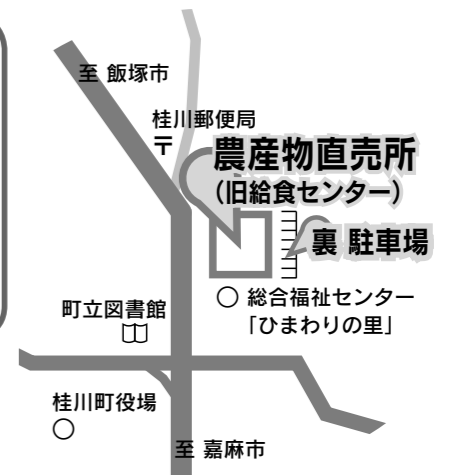 至 飯塚市
桂川郵便局
〒
農産物直売所
(旧給食センター)
裏 駐車場
総合福祉センター
「ひまわりの里」
町立図書館
桂川町役場
至 嘉麻市